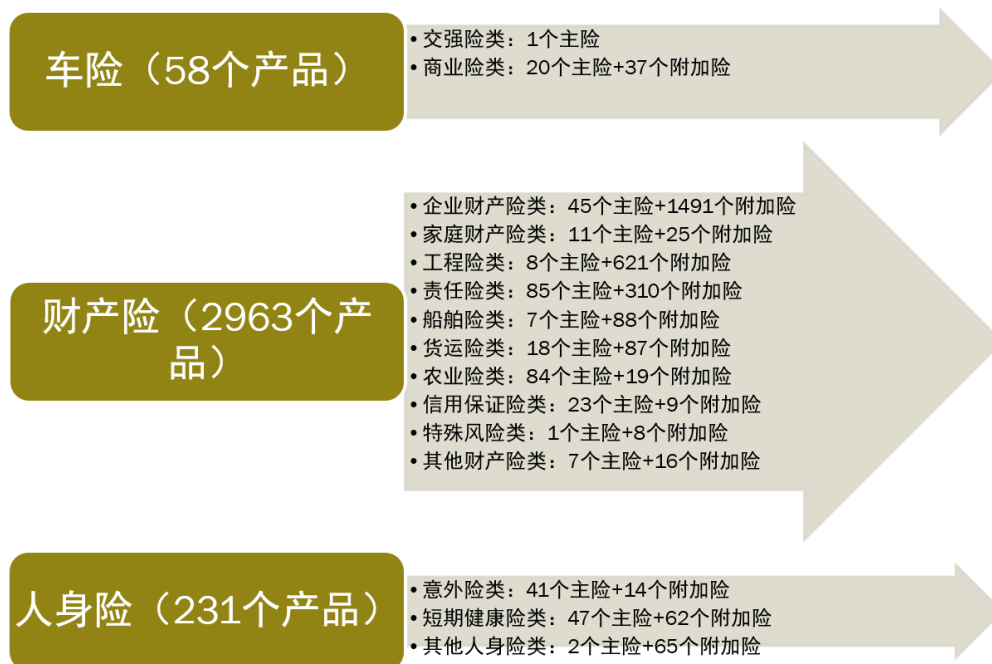 车险（58个产品）
• 交强险类：1个主险
• 商业险类：20个主险+37个附加险
财产险（2963个产
品）
• 企业财产险类：45个主险+1491个附加险
• 家庭财产险类：11个主险+25个附加险
• 工程险类：8个主险+621个附加险
• 责任险类：85个主险+310个附加险
• 船舶险类：7个主险+88个附加险
• 货运险类：18个主险+87个附加险
• 农业险类：84个主险+19个附加险
• 信用保证险类：23个主险+9个附加险
• 特殊风险类：1个主险+8个附加险
• 其他财产险类：7个主险+16个附加险
人身险（231个产品）
• 意外险类：41个主险+14个附加险
• 短期健康险类：47个主险+62个附加险
• 其他人身险类：2个主险+65个附加险